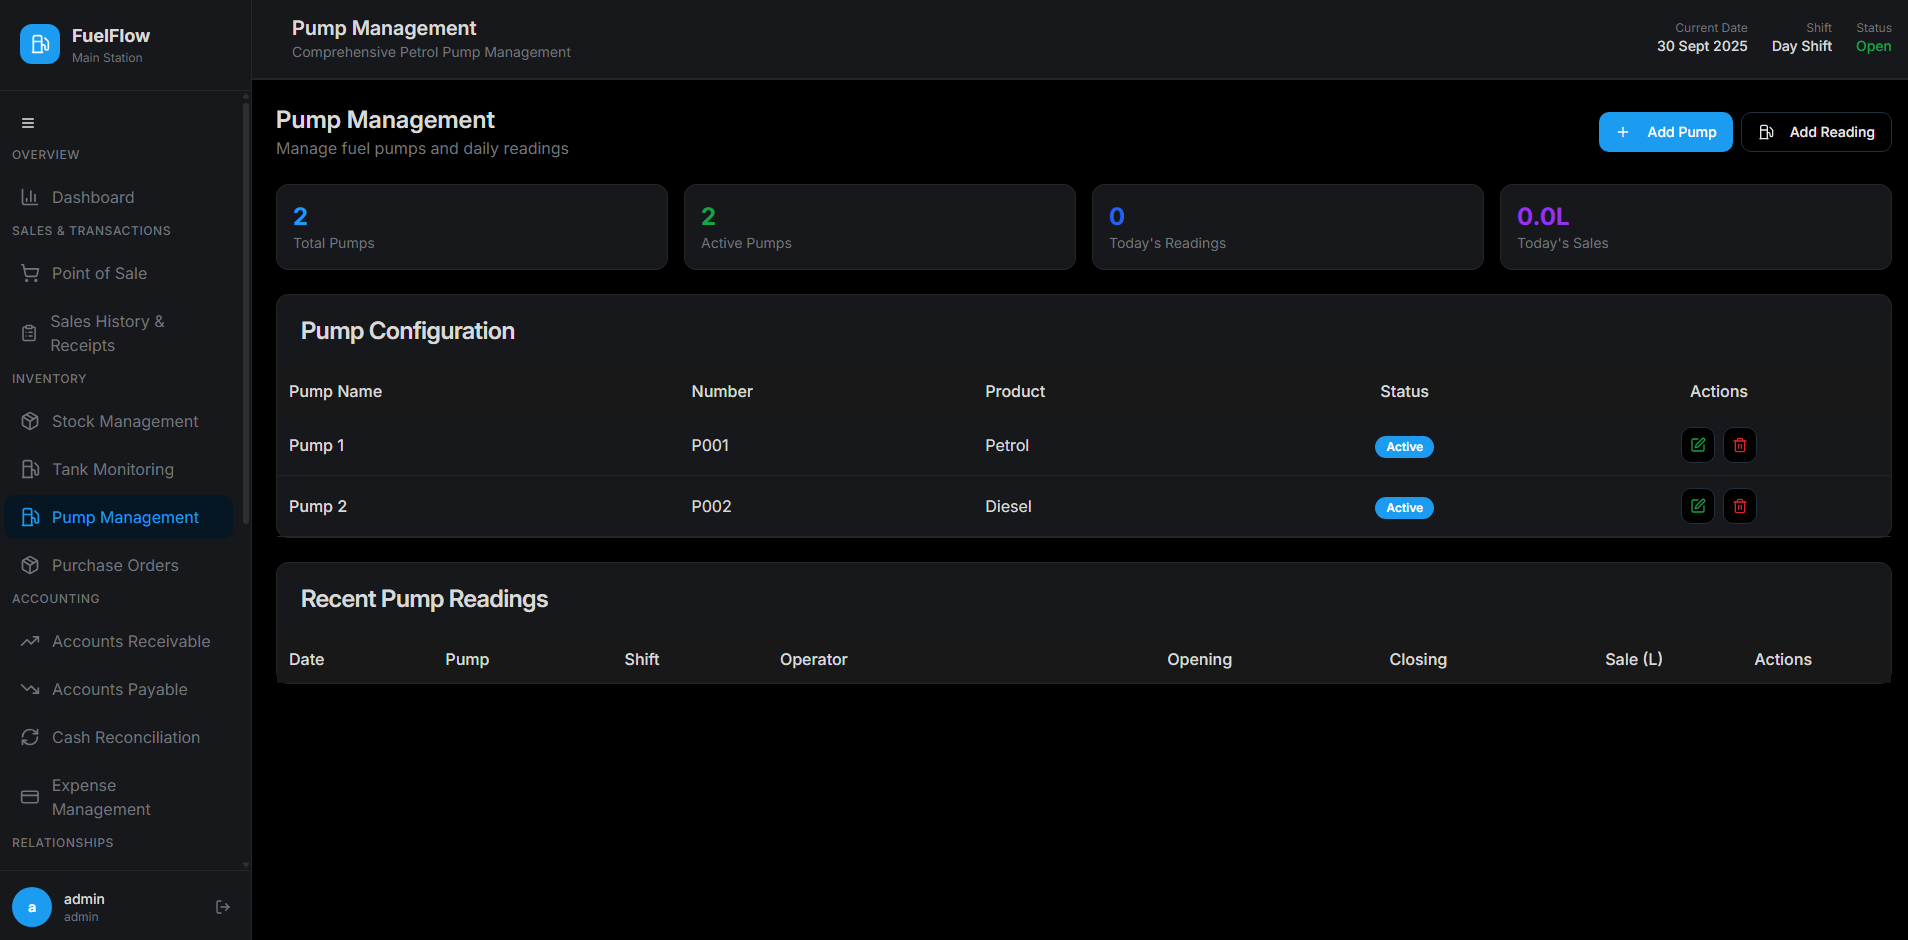 FuelFlow
Main Station
OVERVIEW
Dashboard
SALES & TRANSACTIONS
Point of Sale
Sales History &
Receipts
INVENTORY
Stock Management
Tank Monitoring
Pump Management
Purchase Orders
ACCOUNTING
Accounts Receivable
Accounts Payable
Cash Reconciliation
Expense
Management
RELATIONSHIPS
a
admin
admin
Pump Management
Comprehensive Petrol Pump Management
Current Date
30 Sept 2025
Shift
Day Shift
Status
Open
Pump Management
Manage fuel pumps and daily readings
Add Pump
Add Reading
2
Total Pumps
2
Active Pumps
0
Today's Readings
0.0L
Today's Sales
Pump Configuration
Pump Name Number Product Status Actions
Pump 1 P001 Petrol Active
Pump 2 P002 Diesel Active
Recent Pump Readings
Date Pump Shift Operator Opening Closing Sale (L) Actions